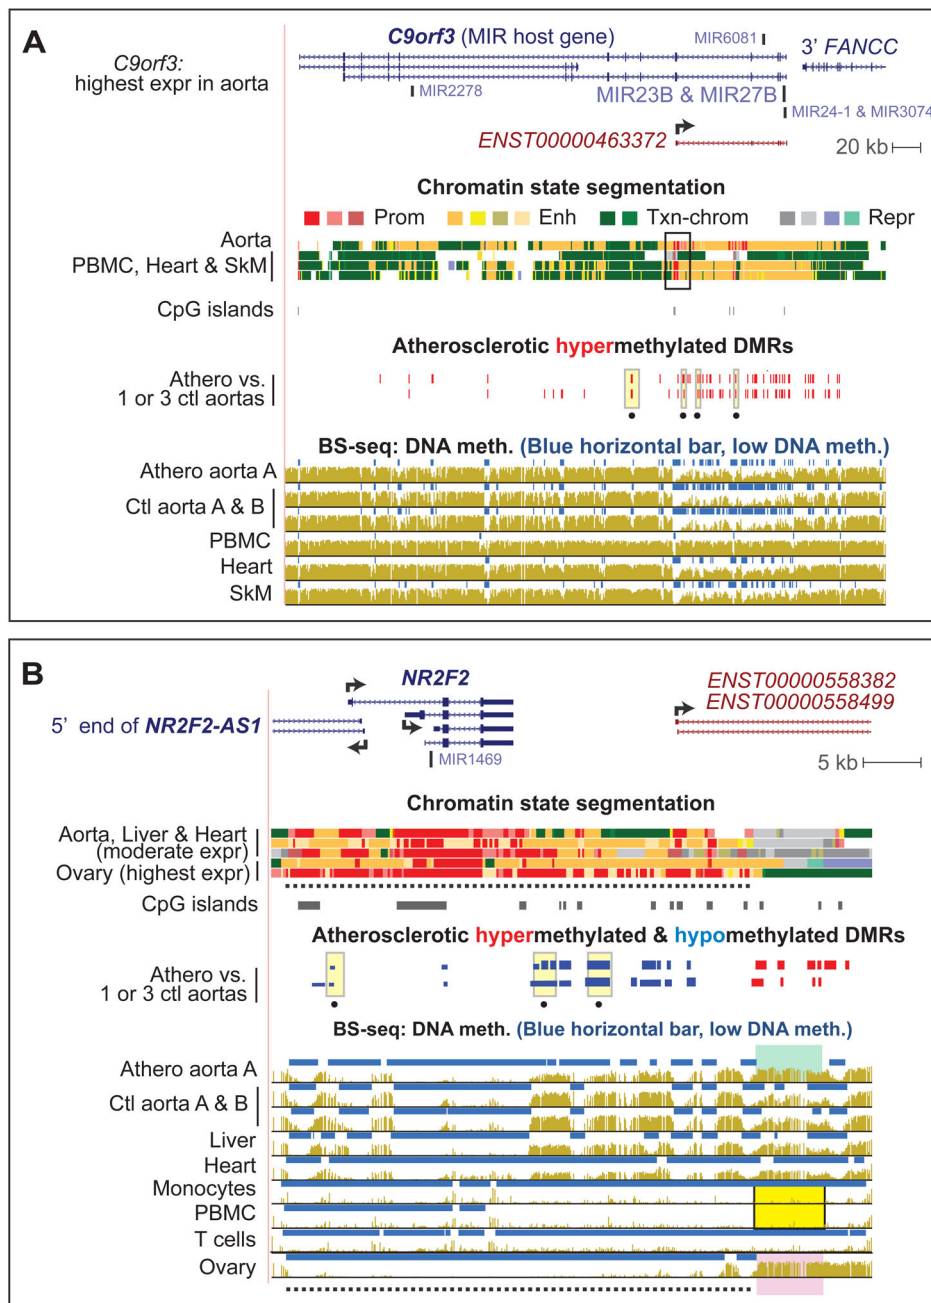 A
C9orf3 (MIR host gene)
MIR6081
3' FANCC
C9orf3:
highest expr in aorta
MIR2278
MIR23B & MIR27B
MIR24-1 & MIR3074
ENST00000463372
20 kb
Chromatin state segmentation
Prom
Enh
Txn-chrom
Repr
Aorta
PBMC, Heart & SkM
CpG islands
Atherosclerotic hypermethylated DMRs
Athero vs.
1 or 3 ctl aortas
BS-seq: DNA meth. (Blue horizontal bar, low DNA meth.)
Athero aorta A
Ctl aorta A & B
PBMC
Heart
SkM
B
NR2F2
ENST00000558382
ENST00000558499
5' end of NR2F2-AS1
MIR1469
5 kb
Chromatin state segmentation
Aorta, Liver & Heart
(moderate expr)
Ovary (highest expr)
CpG islands
Atherosclerotic hypermethylated & hypomethylated DMRs
Athero vs.
1 or 3 ctl aortas
BS-seq: DNA meth. (Blue horizontal bar, low DNA meth.)
Athero aorta A
Ctl aorta A & B
Liver
Heart
Monocytes
PBMC
T cells
Ovary